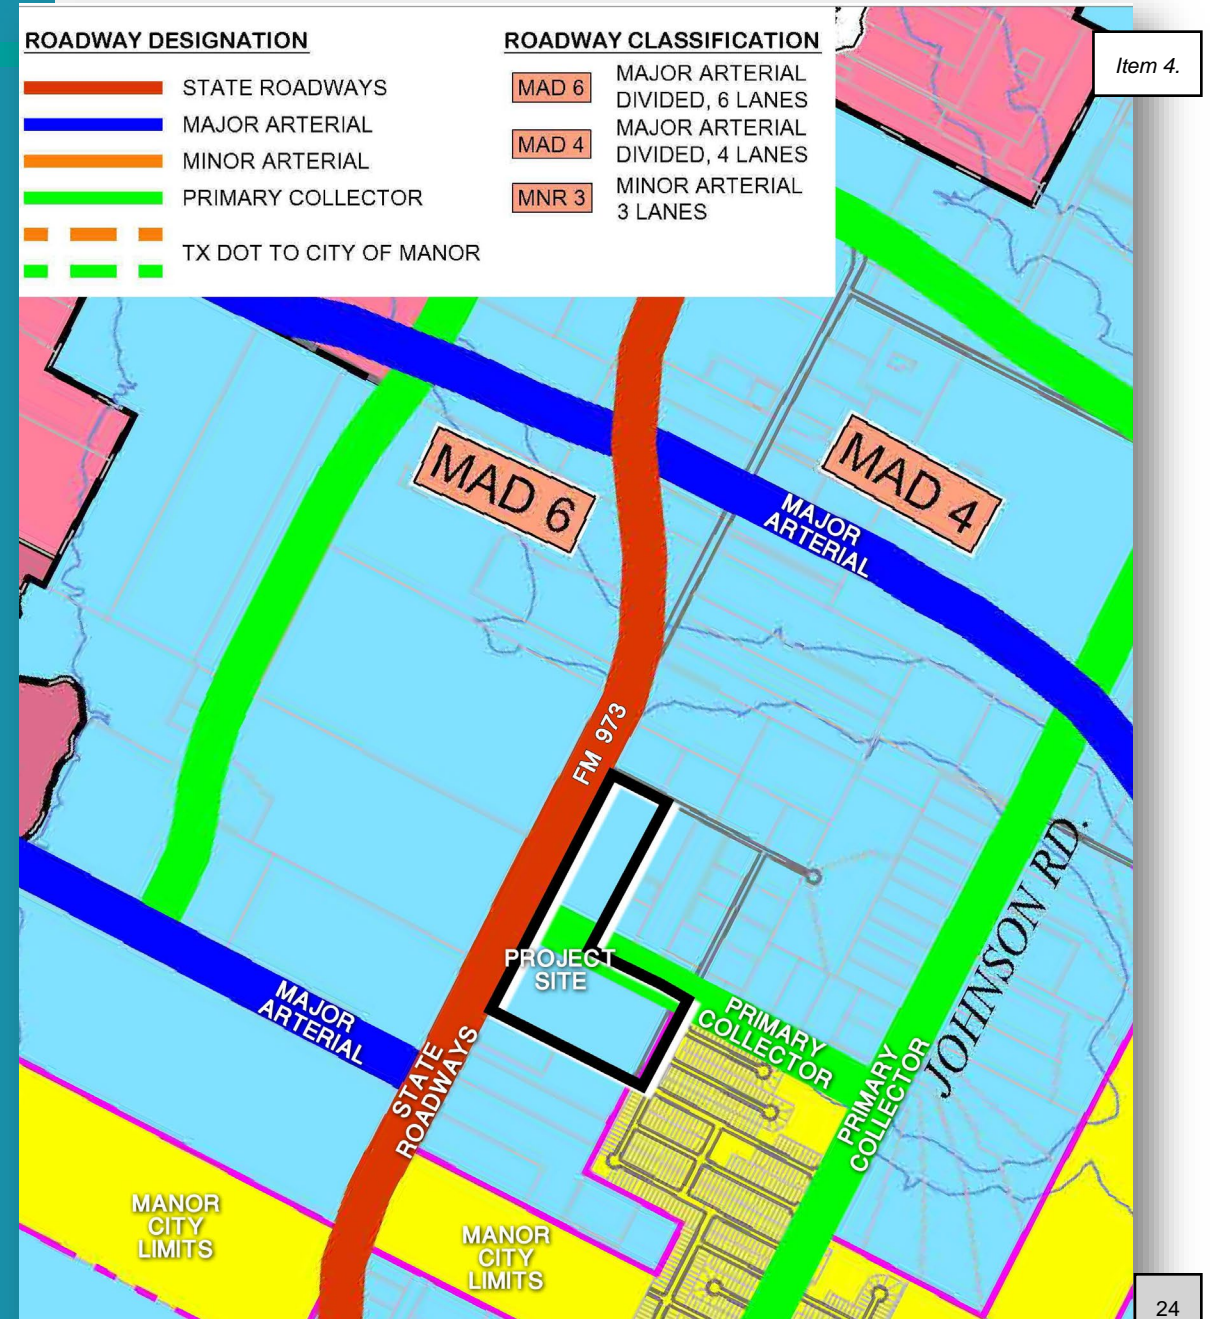 ROADWAY DESIGNATION
STATE ROADWAYS
MAJOR ARTERIAL
MINOR ARTERIAL
PRIMARY COLLECTOR
TX DOT TO CITY OF MANOR
ROADWAY CLASSIFICATION
MAD 6
MAJOR ARTERIAL
DIVIDED, 6 LANES
MAD 4
MAJOR ARTERIAL
DIVIDED, 4 LANES
MNR 3
MINOR ARTERIAL
3 LANES
Item 4.
MAD 6
MAD 4
MAJOR
ARTERIAL
FM 973
JOHNSON RD.
PROJECT
SITE
MAJOR
ARTERIAL
PRIMARY
COLLECTOR
STATE
ROADWAYS
PRIMARY
COLLECTOR
MANOR
CITY
LIMITS
MANOR
CITY
LIMITS
24